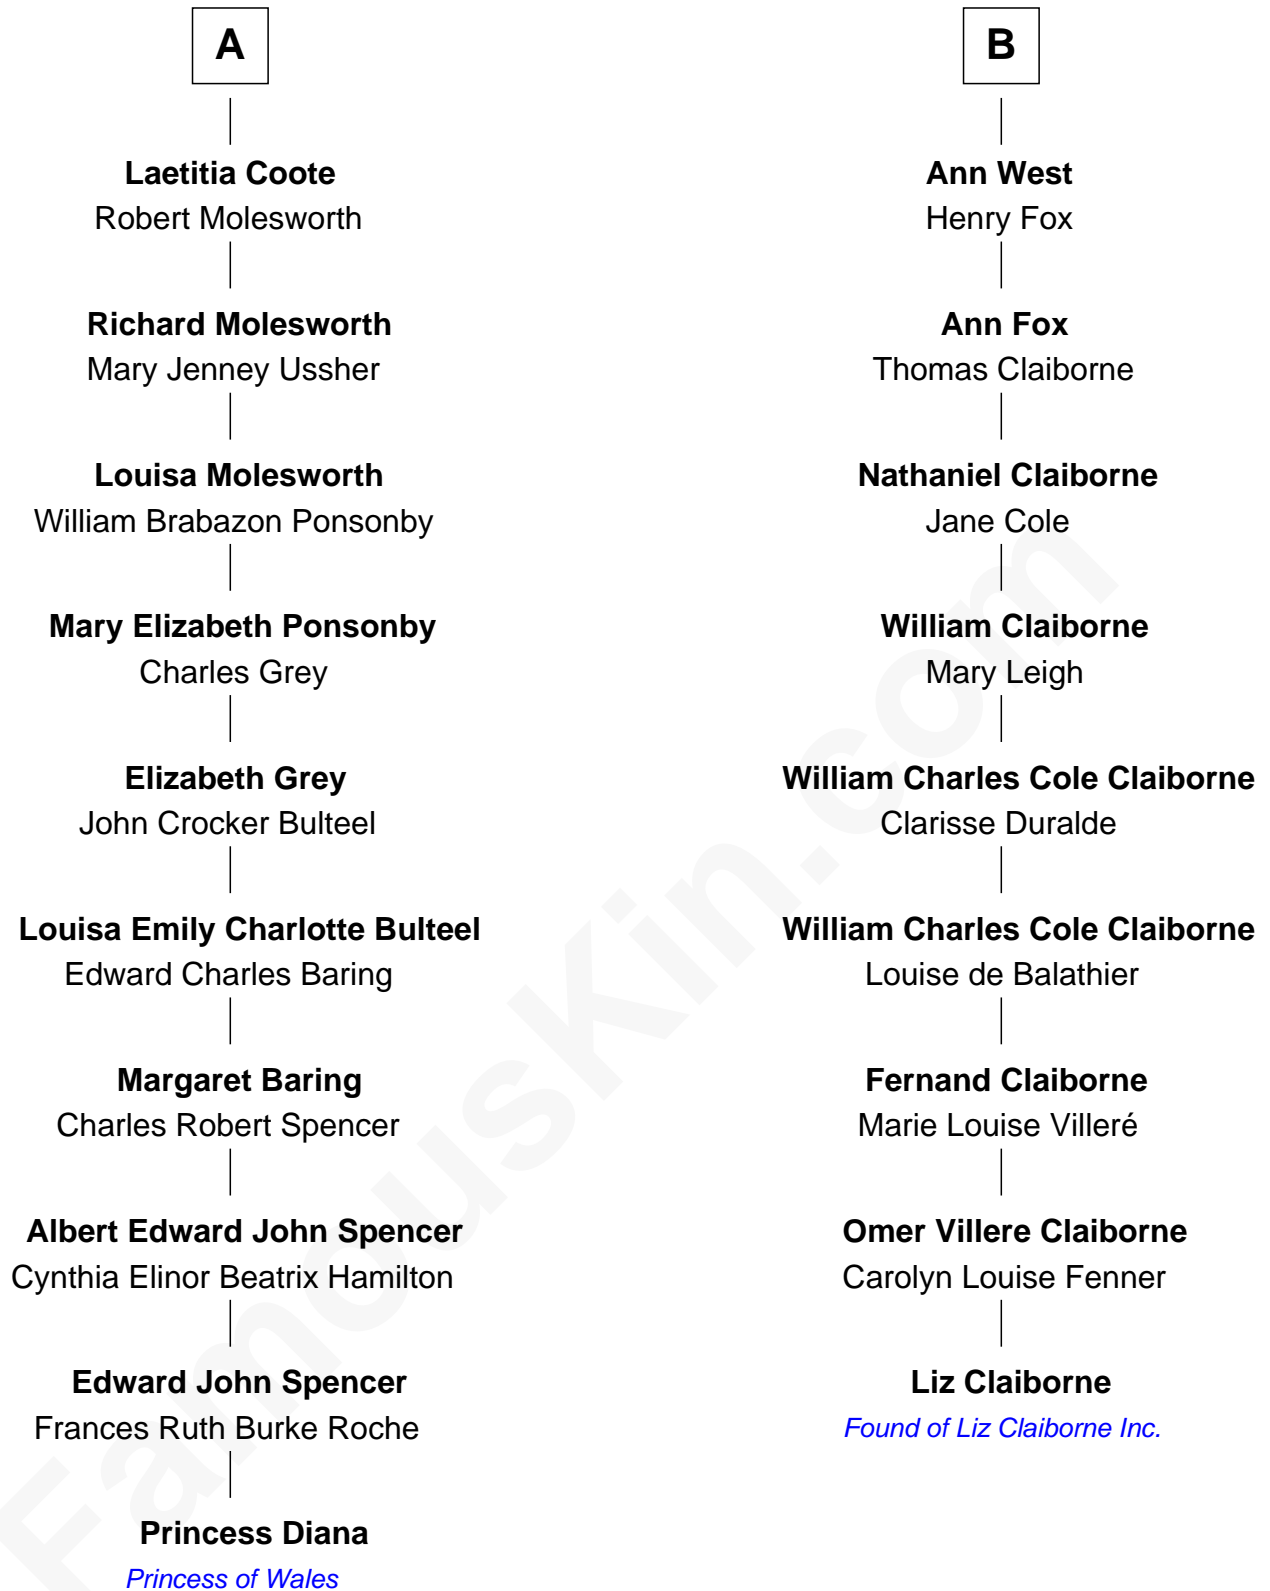 A
Laetitia Coote
Robert Molesworth
Richard Molesworth
Mary Jenney Ussher
Louisa Molesworth
William Brabazon Ponsonby
Mary Elizabeth Ponsonby
Charles Grey
Elizabeth Grey
John Crocker Bulteel
Louisa Emily Charlotte Bulteel
Edward Charles Baring
Margaret Baring
Charles Robert Spencer
Albert Edward John Spencer
Cynthia Elinor Beatrix Hamilton
Edward John Spencer
Frances Ruth Burke Roche
Princess Diana
Princess of Wales
B
Ann West
Henry Fox
Ann Fox
Thomas Claiborne
Nathaniel Claiborne
Jane Cole
William Claiborne
Mary Leigh
William Charles Cole Claiborne
Clarisse Duralde
William Charles Cole Claiborne
Louise de Balathier
Fernand Claiborne
Marie Louise Villeré
Omer Villere Claiborne
Carolyn Louise Fenner
Liz Claiborne
Found of Liz Claiborne Inc.
FamousKin.com